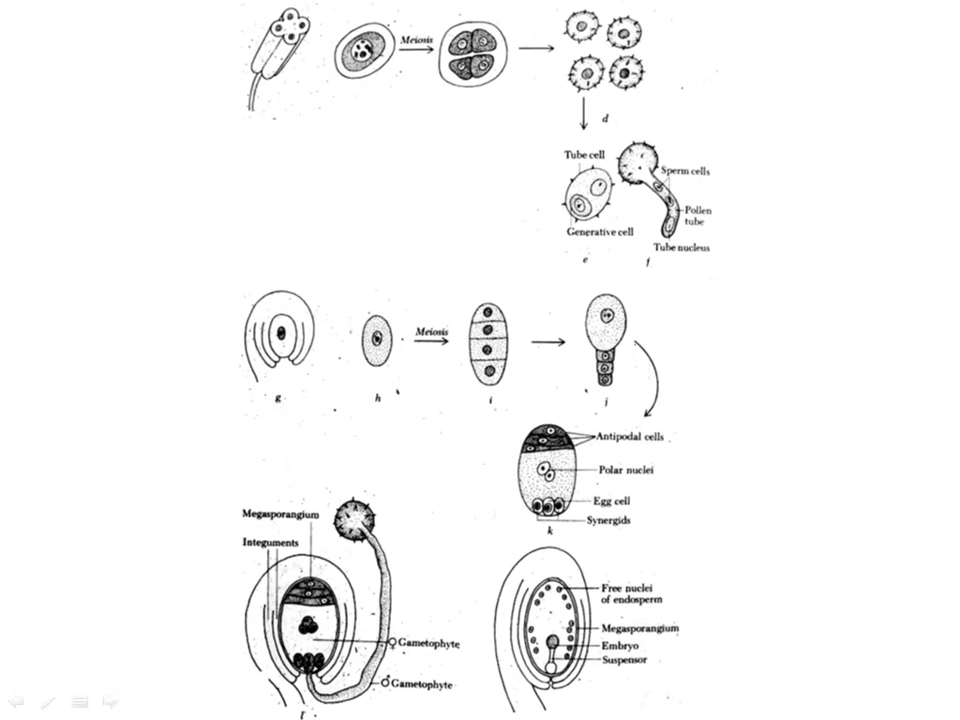 Meiosis
d
Tube cell
Sperm cells
Pollen
tube
Generative cell
Tube nucleus
e
f
Meiosis
g
h
i
j
Antipodal cells
Polar nuclei
Egg cell
Synergids
k
Megasporangium
Integuments
♀ Gametophyte
♂ Gametophyte
l
Free nuclei
of endosperm
Megasporangium
Embryo
Suspensor